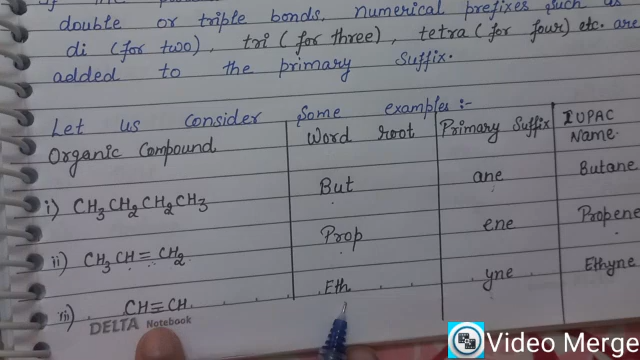 double or triple bonds, numerical prefixes such as
di (for two), tri (for three), tetra (for four) etc. are
added to the primary suffix.
Let us consider some examples:-
Organic Compound Word root Primary Suffix IUPAC Name.
i) CH3CH2CH2CH3 But ane Butane
ii) CH3CH=CH2 Prop ene Propene
iii) CH≡CH Eth yne Ethyne
DELTA Notebook
Video Merge